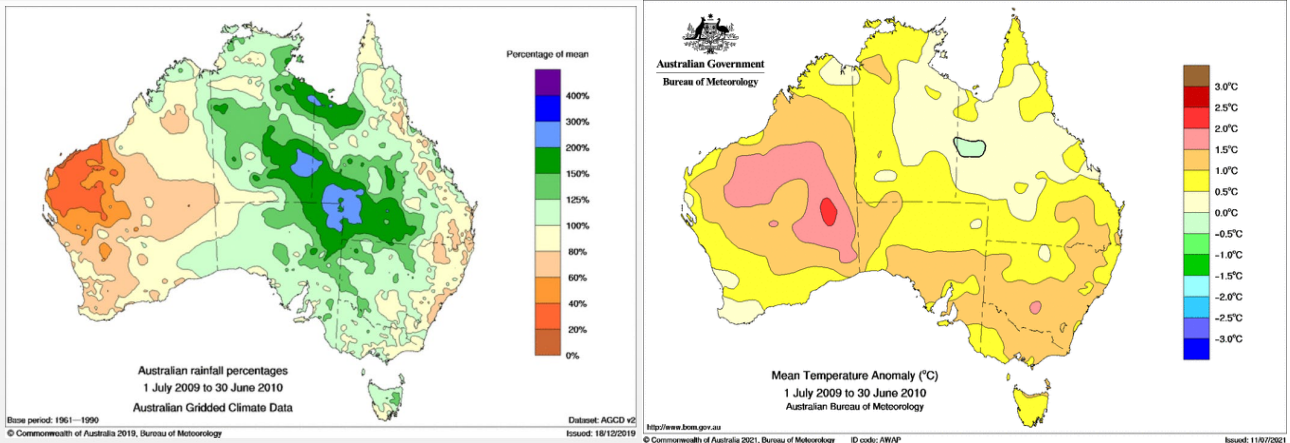 Percentage of mean
400%
300%
200%
150%
125%
100%
80%
60%
40%
20%
0%
Australian rainfall percentages
1 July 2009 to 30 June 2010
Australian Gridded Climate Data
Base period: 1961—1990
Dataset: AGCD v2
© Commonwealth of Australia 2019, Bureau of Meteorology
Issued: 18/12/2019
Australian Government
Bureau of Meteorology
3.0°C
2.5°C
2.0°C
1.5°C
1.0°C
0.5°C
0.0°C
−0.5°C
−1.0°C
−1.5°C
−2.0°C
−2.5°C
−3.0°C
Mean Temperature Anomaly (°C)
1 July 2009 to 30 June 2010
Australian Bureau of Meteorology
http://www.bom.gov.au
© Commonwealth of Australia 2021, Bureau of Meteorology ID code: AWAP Issued: 11/07/2021